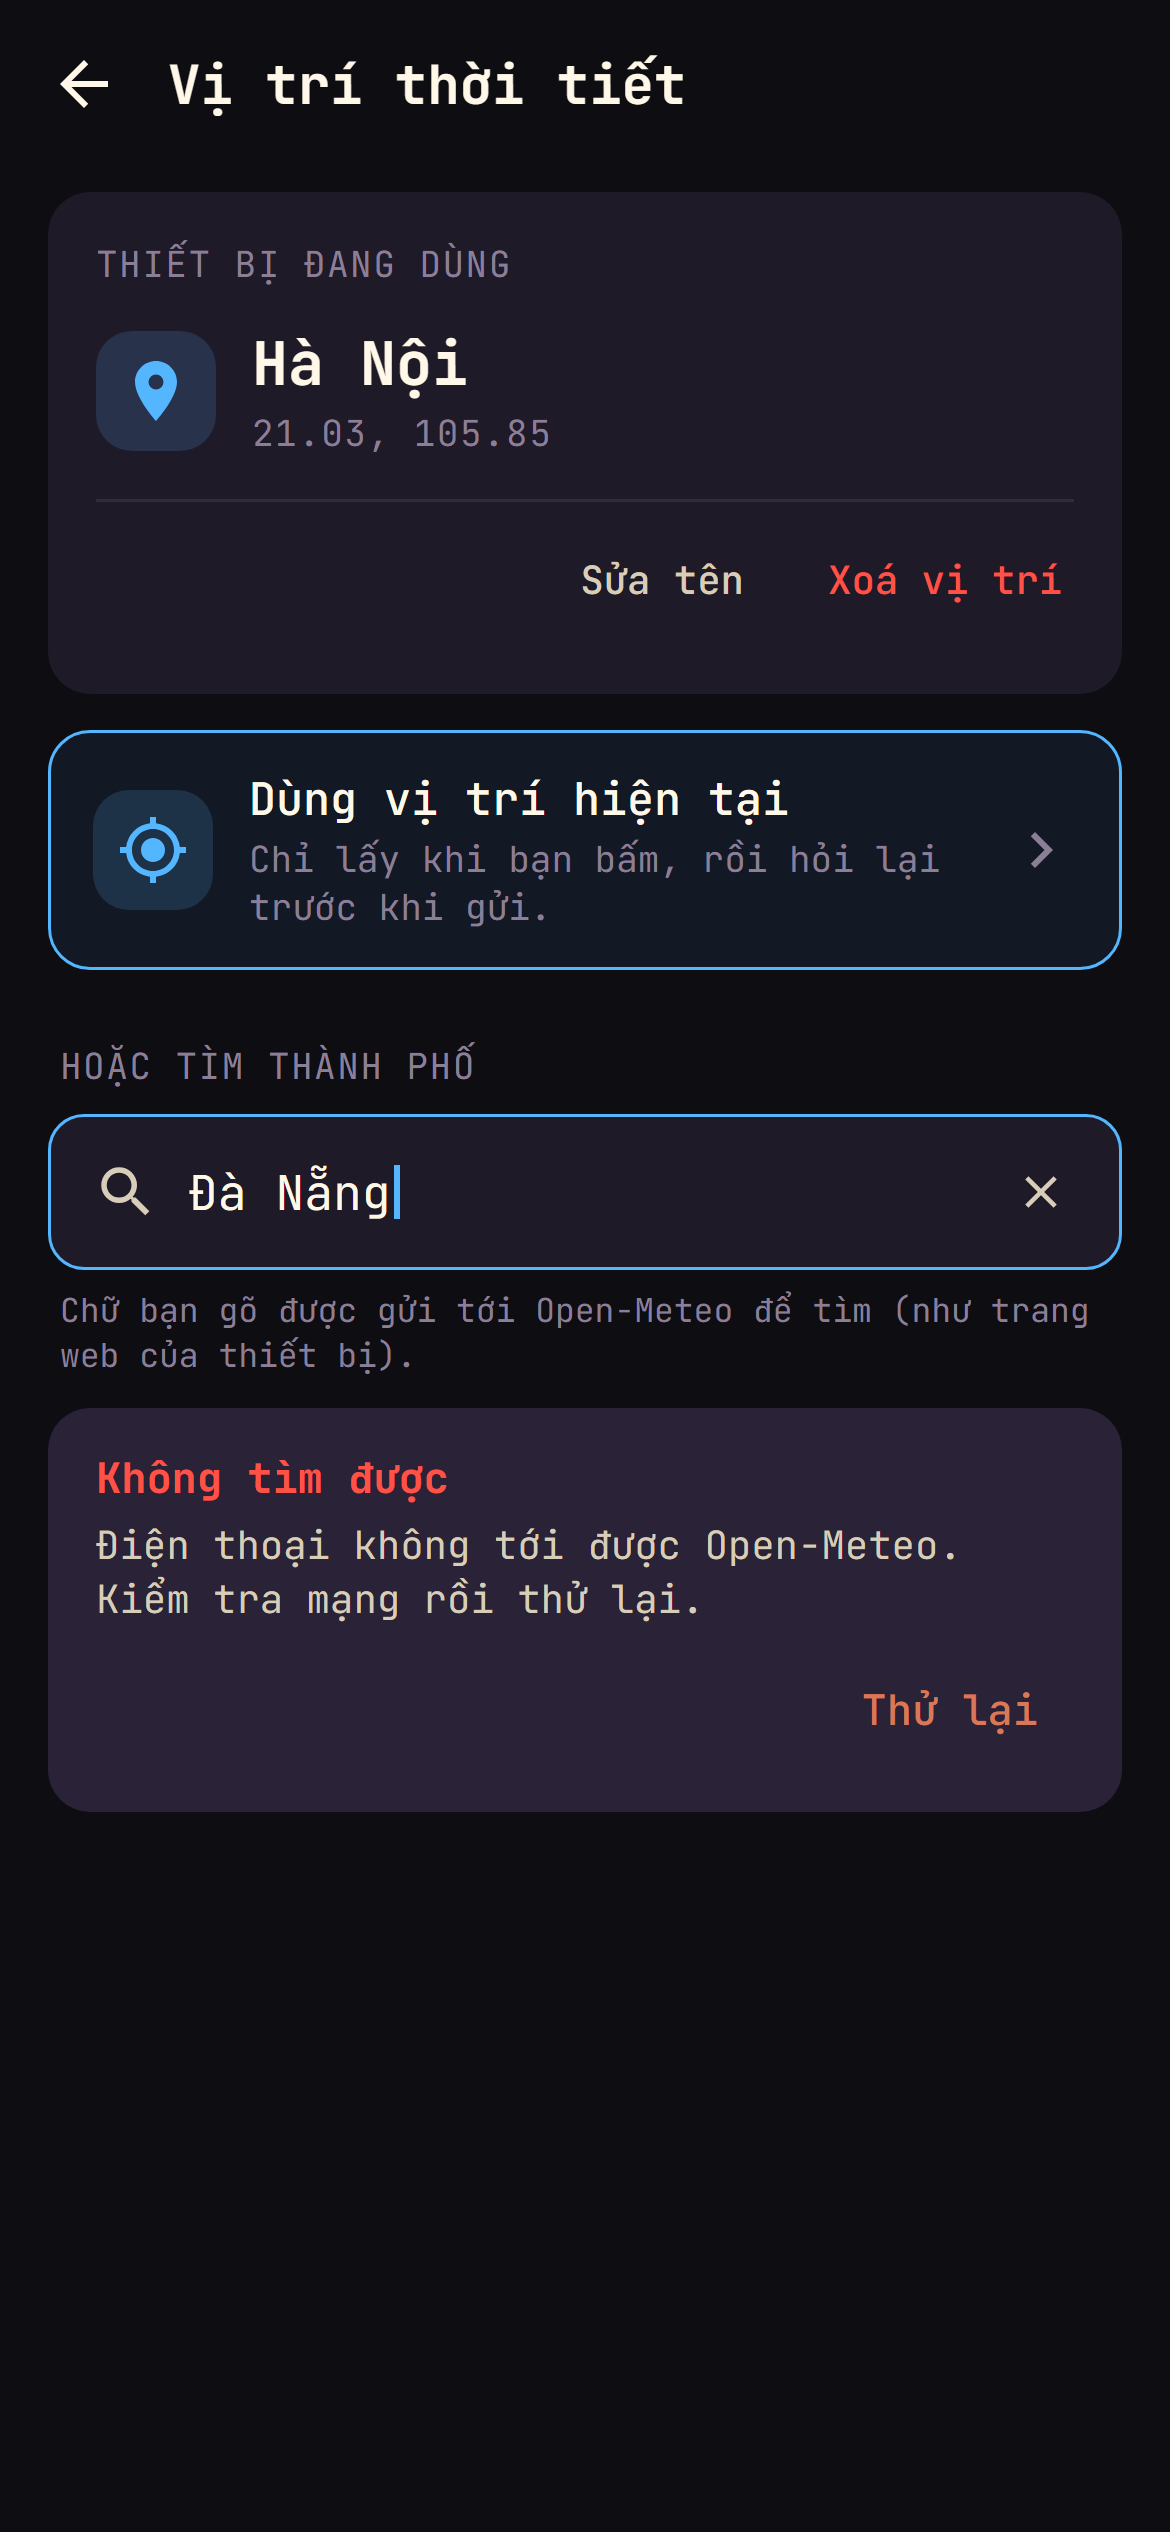 Vị trí thời tiết
THIẾT BỊ ĐANG DÙNG
Hà Nội
21.03, 105.85
Sửa tên
Xoá vị trí
Dùng vị trí hiện tại
Chỉ lấy khi bạn bấm, rồi hỏi lại
trước khi gửi.
HOẶC TÌM THÀNH PHỐ
Đà Nẵng
Chữ bạn gõ được gửi tới Open-Meteo để tìm (như trang
web của thiết bị).
Không tìm được
Điện thoại không tới được Open-Meteo.
Kiểm tra mạng rồi thử lại.
Thử lại